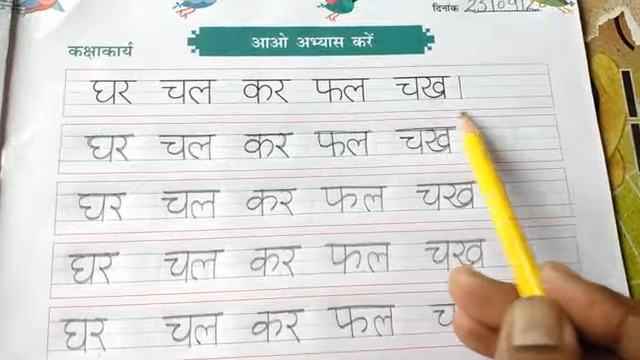 दिनांक
कक्षाकार्य
आओ अभ्यास करें
घर चल कर फल चख।
घर चल कर फल चख
घर चल कर फल चख
घर चल कर फल चख
घर चल कर फल च